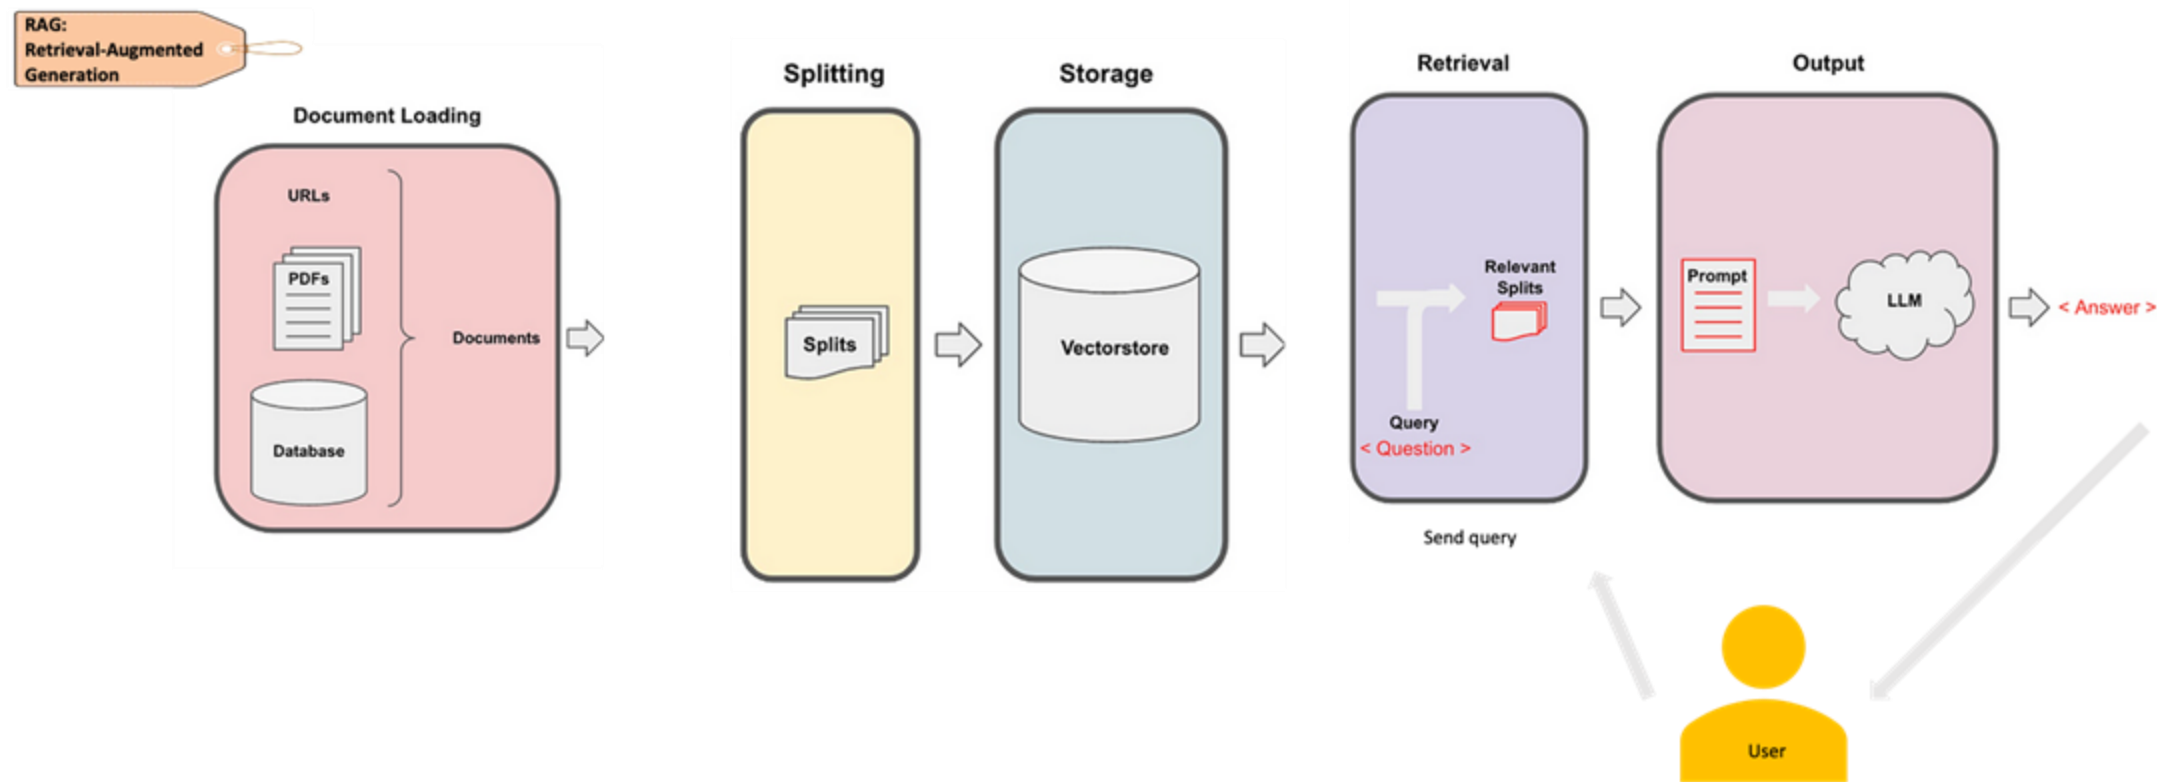 RAG:
Retrieval-Augmented
Generation
Document Loading
URLs
PDFs
Database
Documents
Splitting
Splits
Storage
Vectorstore
Retrieval
Relevant
Splits
Query
< Question >
Send query
Output
Prompt
LLM
< Answer >
User